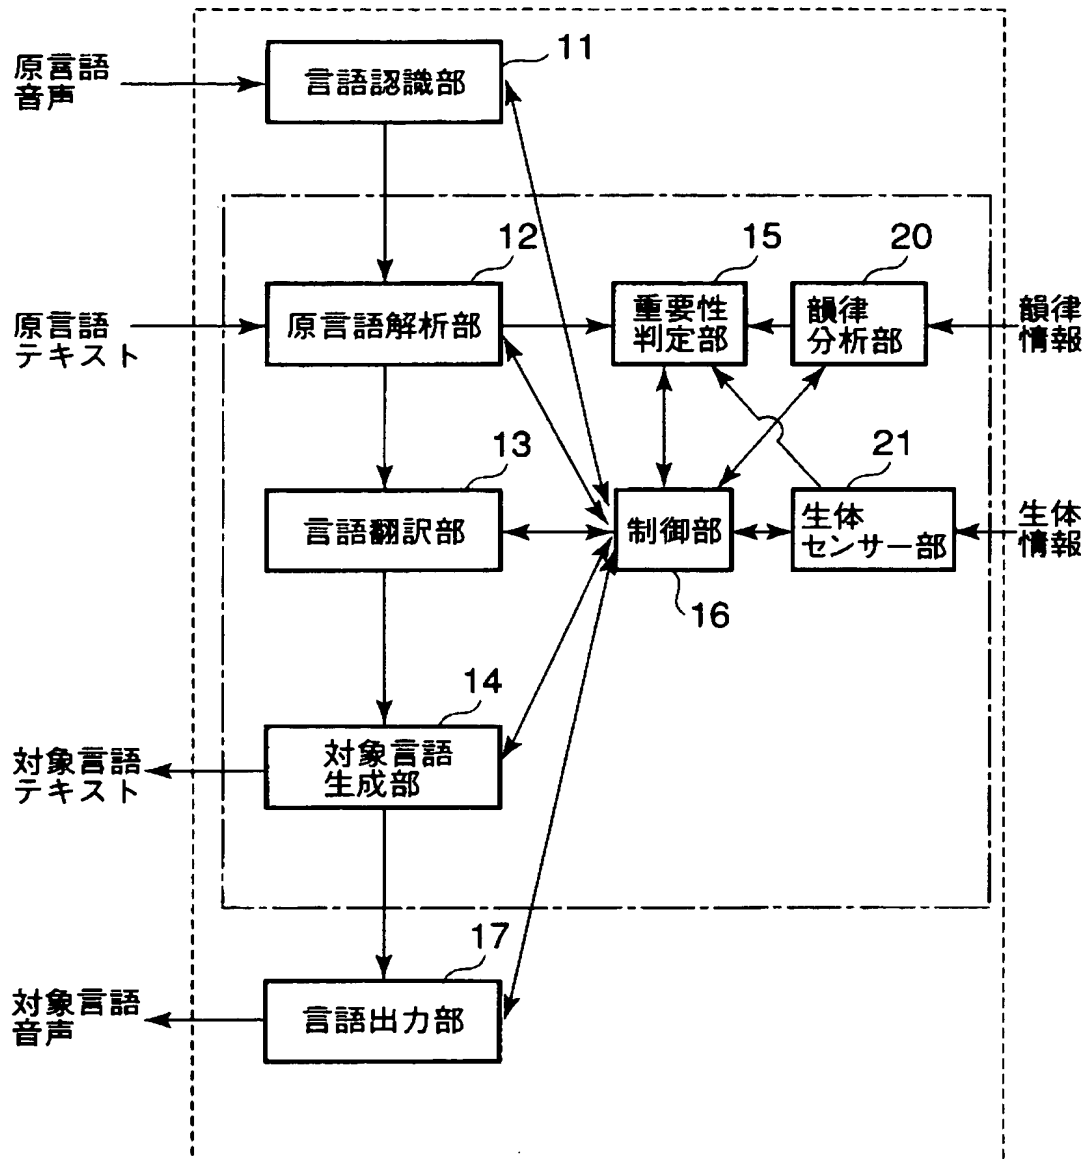 11
原言語
音声
言語認識部
12
15
20
原言語
テキスト
原言語解析部
重要性
判定部
韻律
分析部
韻律
情報
13
21
言語翻訳部
制御部
生体
センサー部
生体
情報
16
14
対象言語
テキスト
対象言語
生成部
17
対象言語
音声
言語出力部